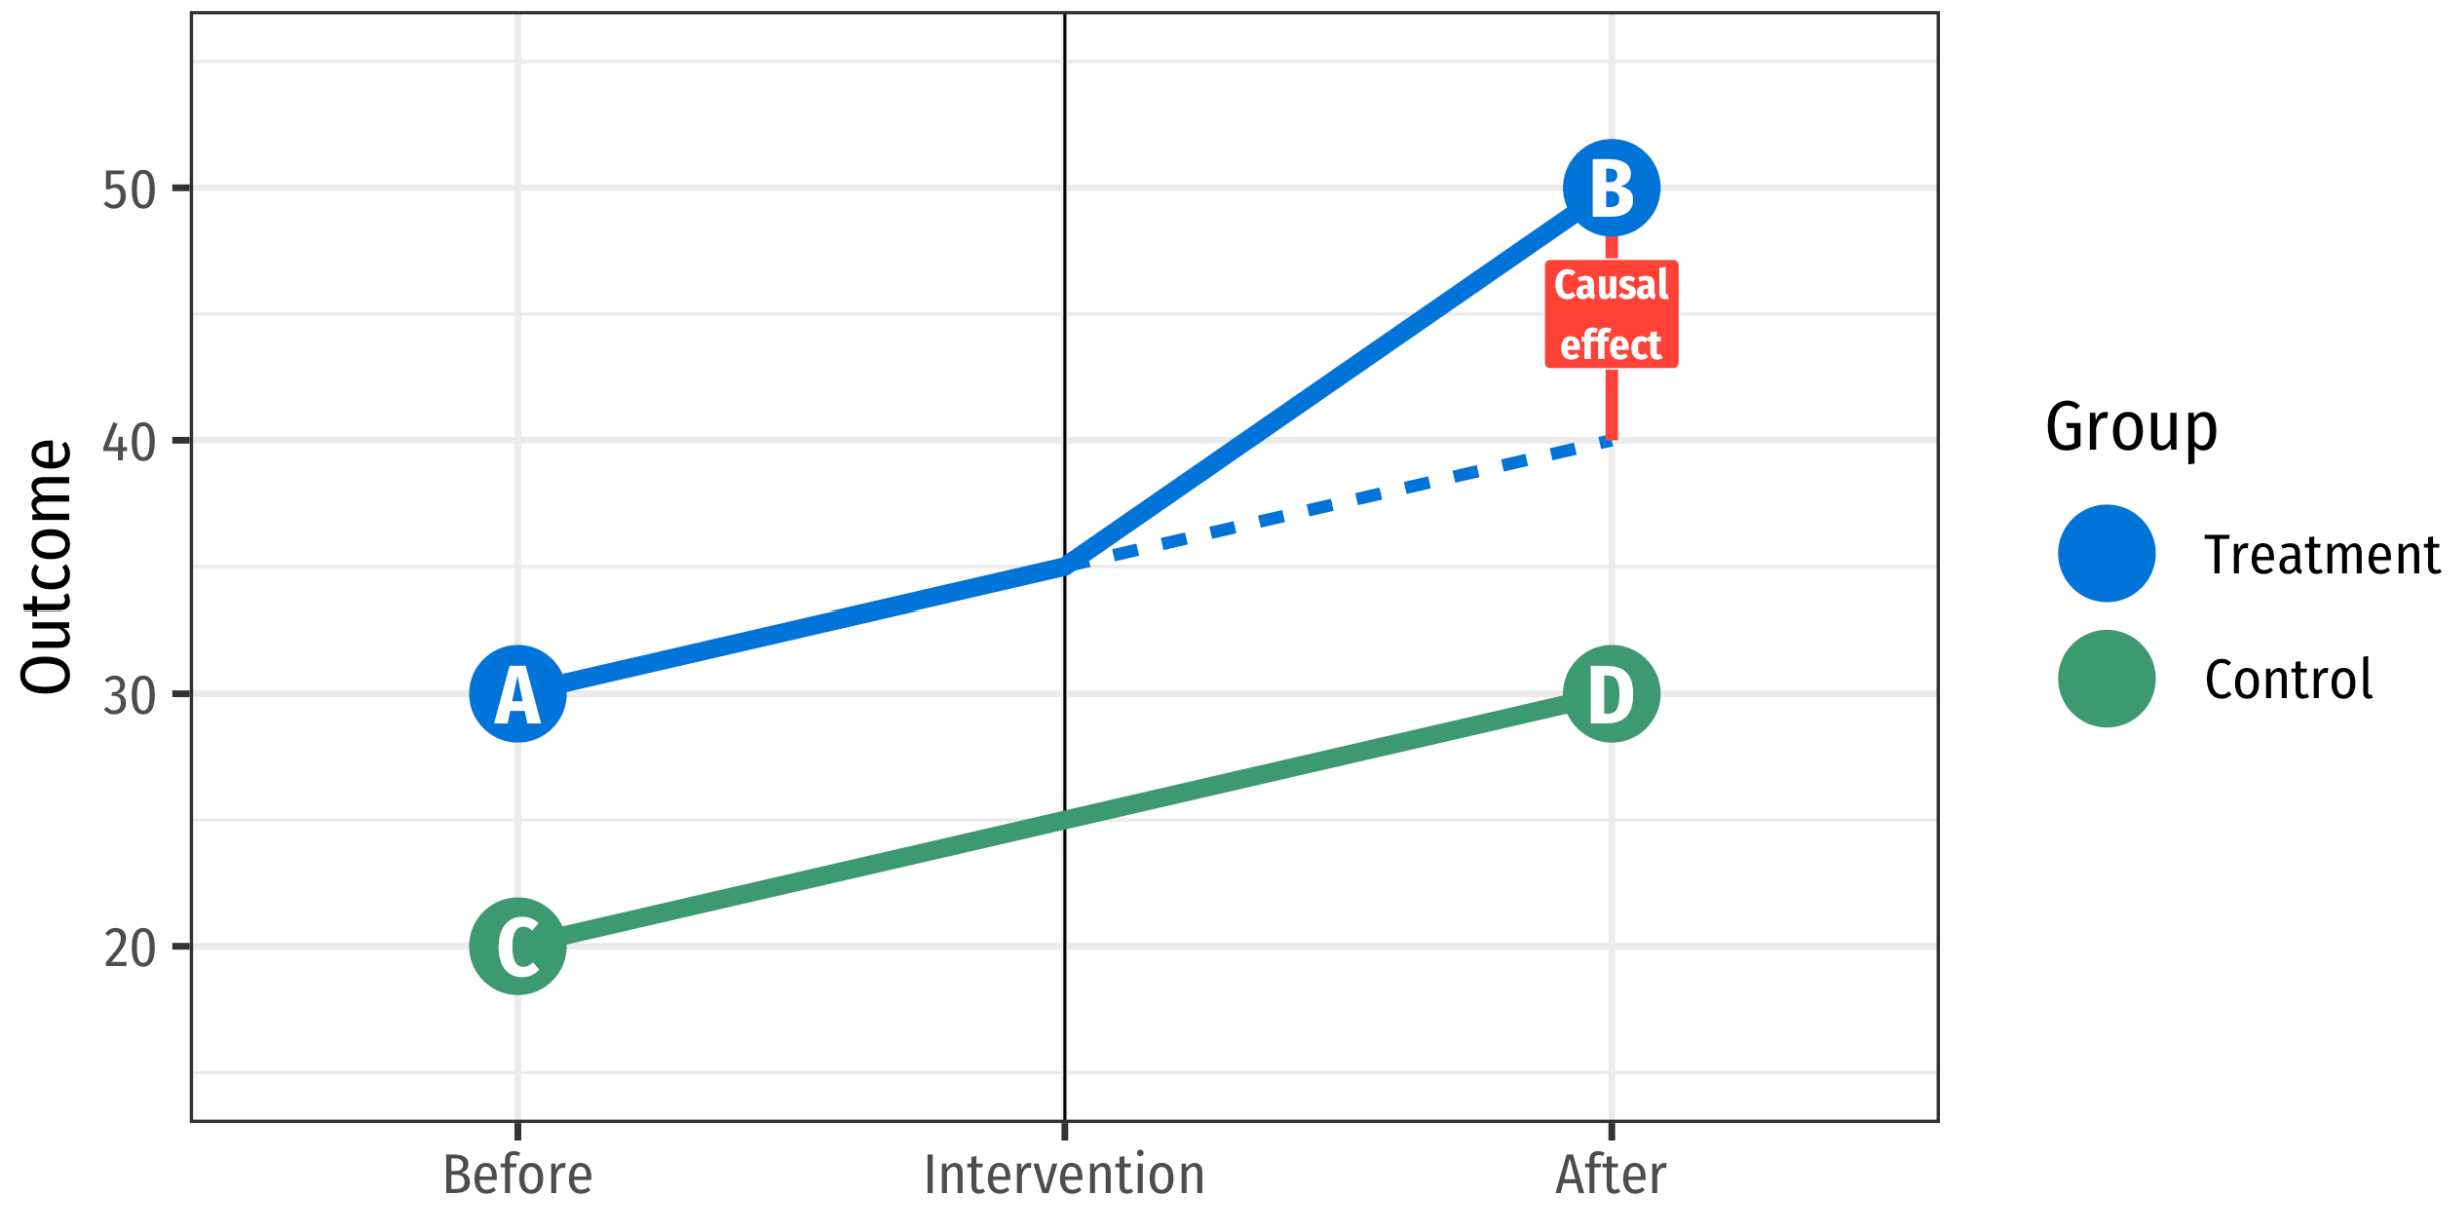 Outcome
50
40
30
20
A
B
C
D
Causal
effect
Before
Intervention
After
Group
Treatment
Control